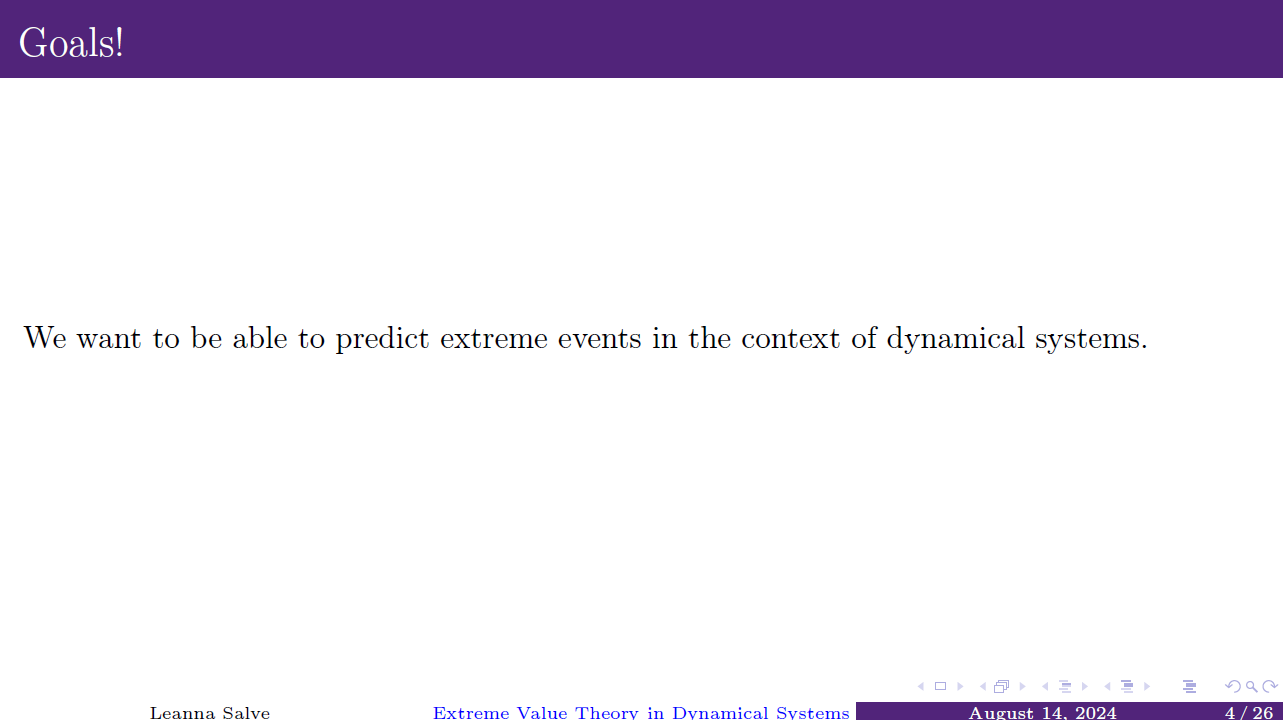 Goals!
We want to be able to predict extreme events in the context of dynamical systems.
Leanna Salve Extreme Value Theory in Dynamical Systems August 14, 2024 4 / 26